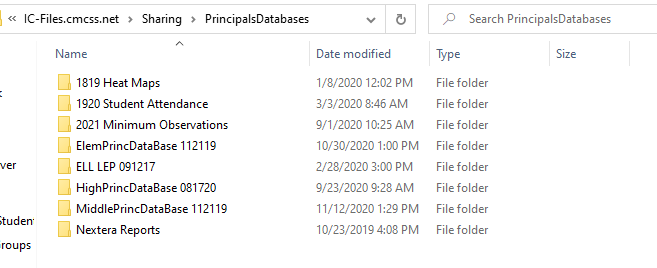 IC-Files.cmcss.net > Sharing > PrincipalsDatabases Search PrincipalsDatabases
Name Date modified Type Size
1819 Heat Maps 1/8/2020 12:02 PM File folder
1920 Student Attendance 3/3/2020 8:46 AM File folder
2021 Minimum Observations 9/1/2020 10:25 AM File folder
ElemPrincDataBase 112119 10/30/2020 1:00 PM File folder
ELL LEP 091217 2/28/2020 3:00 PM File folder
HighPrincDataBase 081720 9/23/2020 9:28 AM File folder
ver
MiddlePrincDataBase 112119 11/12/2020 1:29 PM File folder
Student
Nextera Reports 10/23/2019 4:08 PM File folder
roups